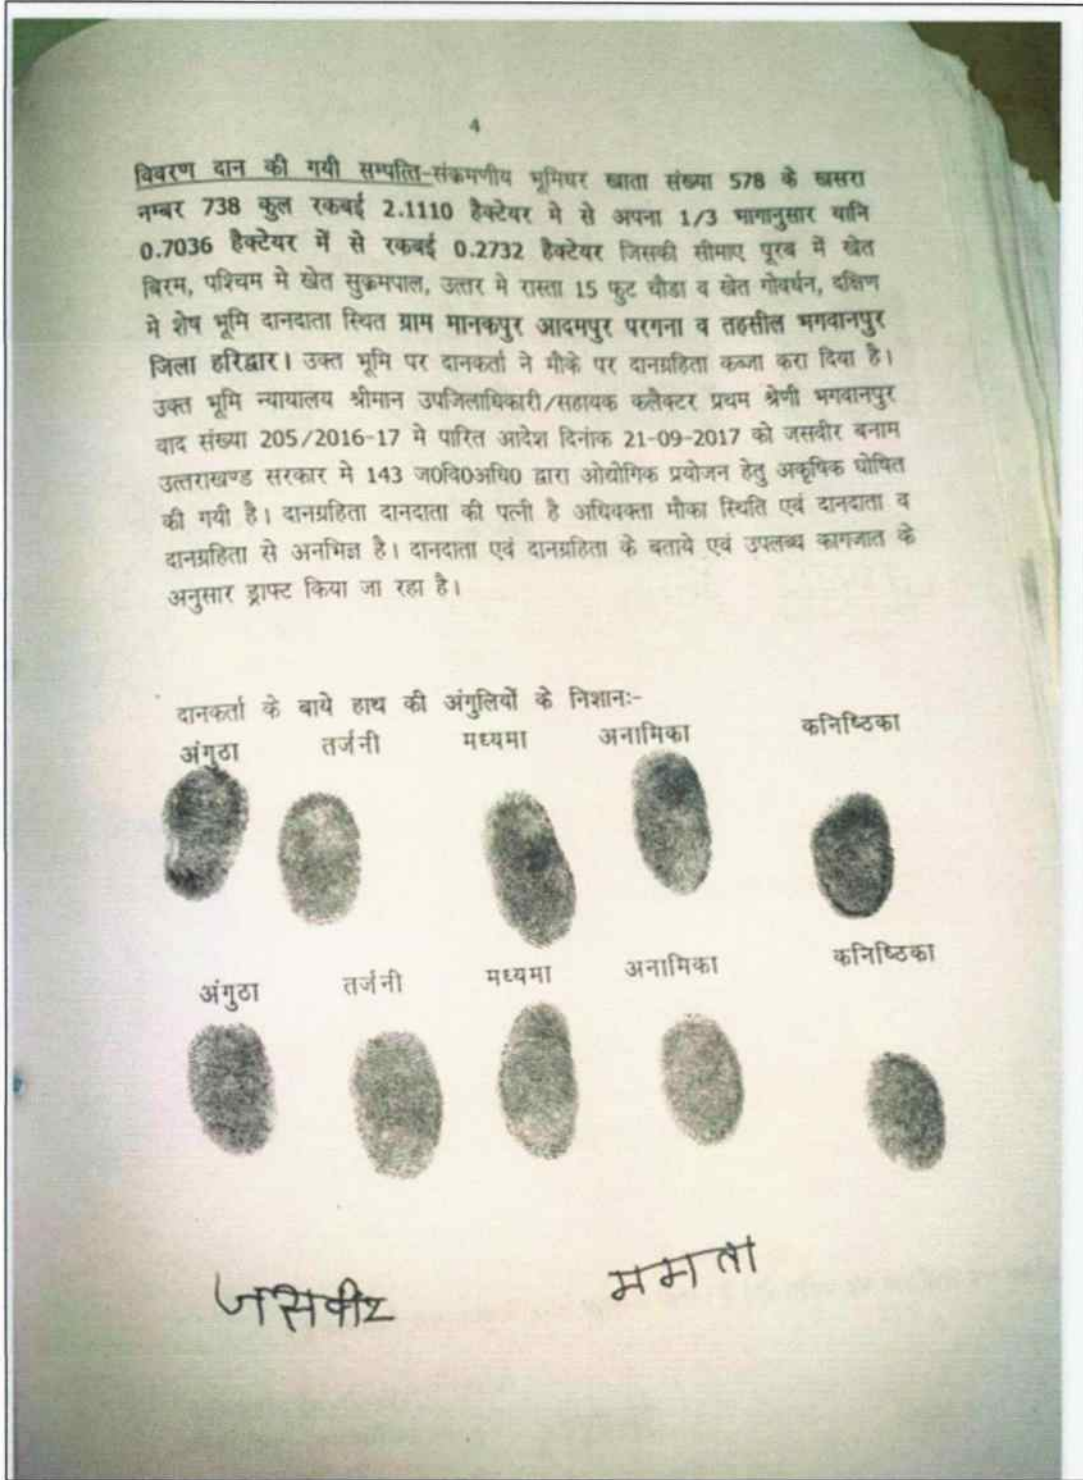 4
विवरण दान की गयी सम्पत्ति-संक्रमणीय भूमिधर खाता संख्या 578 के खसरा
नम्बर 738 कुल रकबई 2.1110 हैक्टेयर मे से अपना 1/3 भागानुसार यानि
0.7036 हैक्टेयर में से रकबई 0.2732 हैक्टेयर जिसकी सीमाए पूरब में खेत
बिरम, पश्चिम मे खेत सुक्रमपाल, उत्तर मे रास्ता 15 फुट चौडा व खेत गोवर्धन, दक्षिण
मे शेष भूमि दानदाता स्थित ग्राम मानकपुर आदमपुर परगना व तहसील भगवानपुर
जिला हरिद्वार। उक्त भूमि पर दानकर्ता ने मौके पर दानग्रहिता कब्जा करा दिया है।
उक्त भूमि न्यायालय श्रीमान उपजिलाधिकारी/सहायक कलैक्टर प्रथम श्रेणी भगवानपुर
वाद संख्या 205/2016-17 मे पारित आदेश दिनांक 21-09-2017 को जसवीर बनाम
उत्तराखण्ड सरकार मे 143 ज0वि0अधि0 द्वारा ओद्योगिक प्रयोजन हेतु अकृषिक घोषित
की गयी है। दानग्रहिता दानदाता की पत्नी है अधिवक्ता मौका स्थिति एवं दानदाता व
दानग्रहिता से अनभिज्ञ है। दानदाता एवं दानग्रहिता के बताये एवं उपलब्ध कागजात के
अनुसार ड्राफ्ट किया जा रहा है।
दानकर्ता के बाये हाथ की अंगुलियों के निशानः-
अंगुठा तर्जनी मध्यमा अनामिका कनिष्ठिका
अंगुठा तर्जनी मध्यमा अनामिका कनिष्ठिका
जसवीर ममता